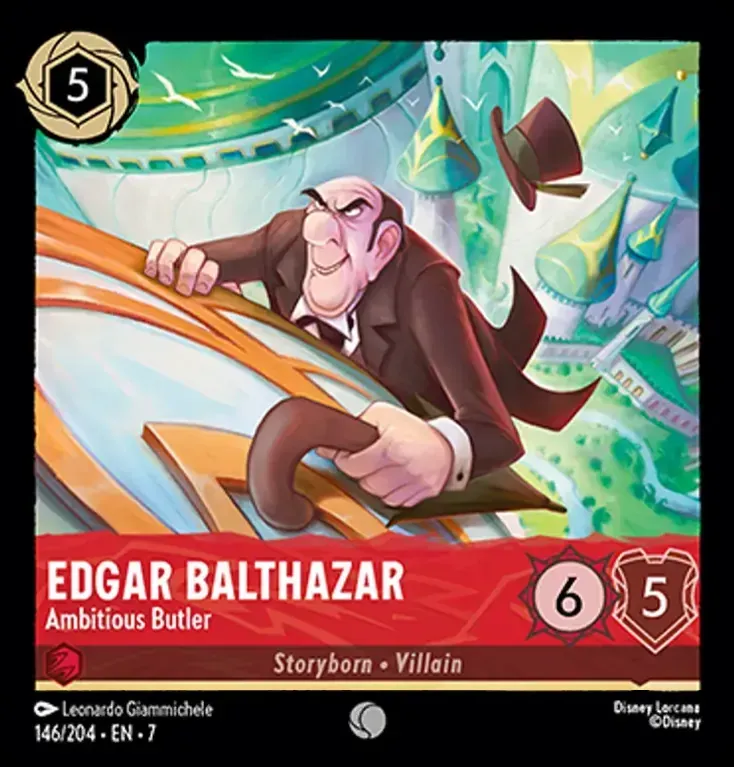 5
EDGAR BALTHAZAR
Ambitious Butler
6
5
Storyborn • Villain
Leonardo Giammichele
146/204 • EN • 7
Disney Lorcana
©Disney